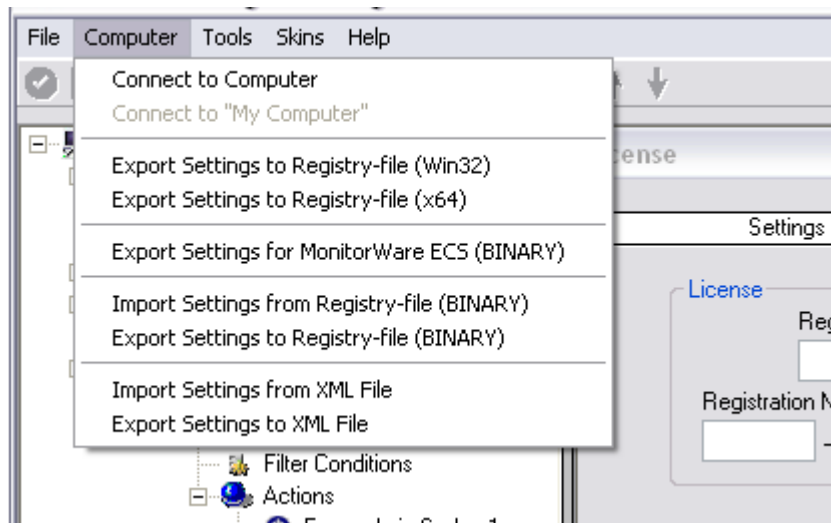 File Computer Tools Skins Help
Connect to Computer
Connect to "My Computer"
Export Settings to Registry-file (Win32)
Export Settings to Registry-file (x64)
Export Settings for MonitorWare ECS (BINARY)
Import Settings from Registry-file (BINARY)
Export Settings to Registry-file (BINARY)
Import Settings from XML File
Export Settings to XML File
Settings
License
Registration N
Filter Conditions
Actions